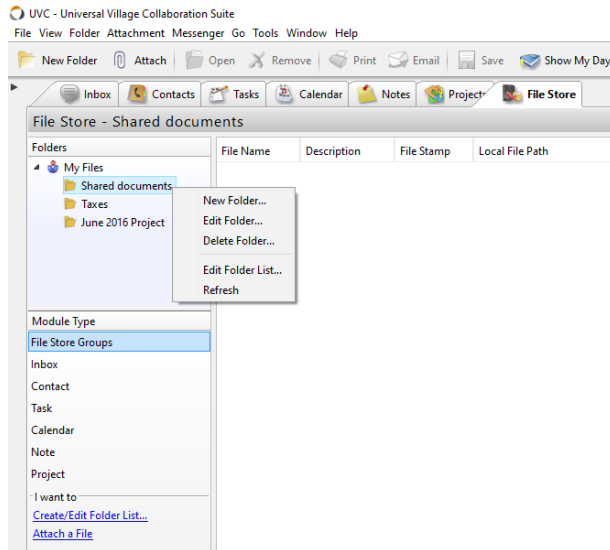 UVC - Universal Village Collaboration Suite
File View Folder Attachment Messenger Go Tools Window Help
New Folder Attach Open Remove Print Email Save Show My Day
Inbox Contacts Tasks Calendar Notes Project File Store
File Store - Shared documents
Folders
File Name Description File Stamp Local File Path
My Files
Shared documents
Taxes
June 2016 Project
New Folder...
Edit Folder...
Delete Folder...
Edit Folder List...
Refresh
Module Type
File Store Groups
Inbox
Contact
Task
Calendar
Note
Project
I want to
Create/Edit Folder List...
Attach a File